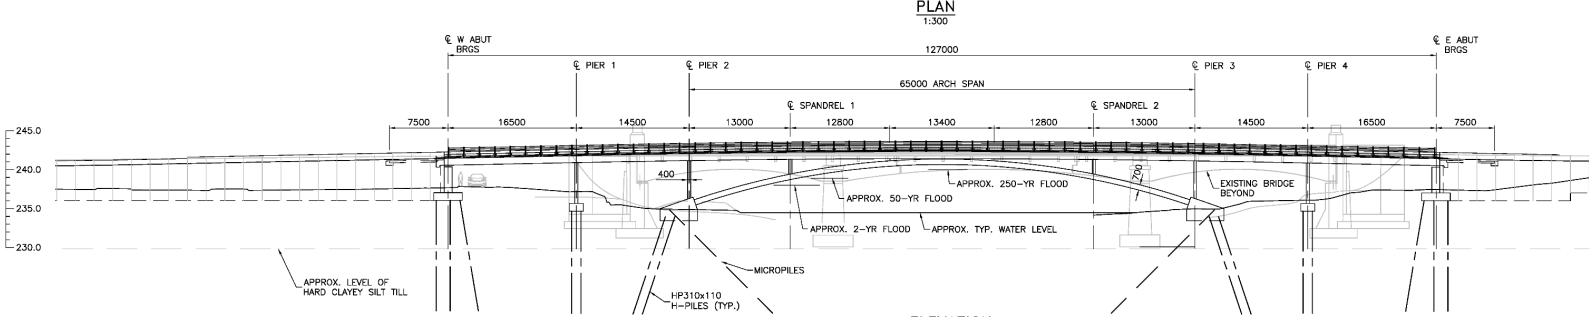 PLAN
1:300
℄ W ABUT
BRGS
℄ E ABUT
BRGS
127000
℄ PIER 1
℄ PIER 2
℄ PIER 3
℄ PIER 4
65000 ARCH SPAN
℄ SPANDREL 1
℄ SPANDREL 2
7500
16500
14500
13000
12800
13400
12800
13000
14500
16500
7500
245.0
240.0
235.0
230.0
400
700
APPROX. 250-YR FLOOD
EXISTING BRIDGE
BEYOND
APPROX. 50-YR FLOOD
APPROX. 2-YR FLOOD
APPROX. TYP. WATER LEVEL
MICROPILES
APPROX. LEVEL OF
HARD CLAYEY SILT TILL
HP310x110
H-PILES (TYP.)